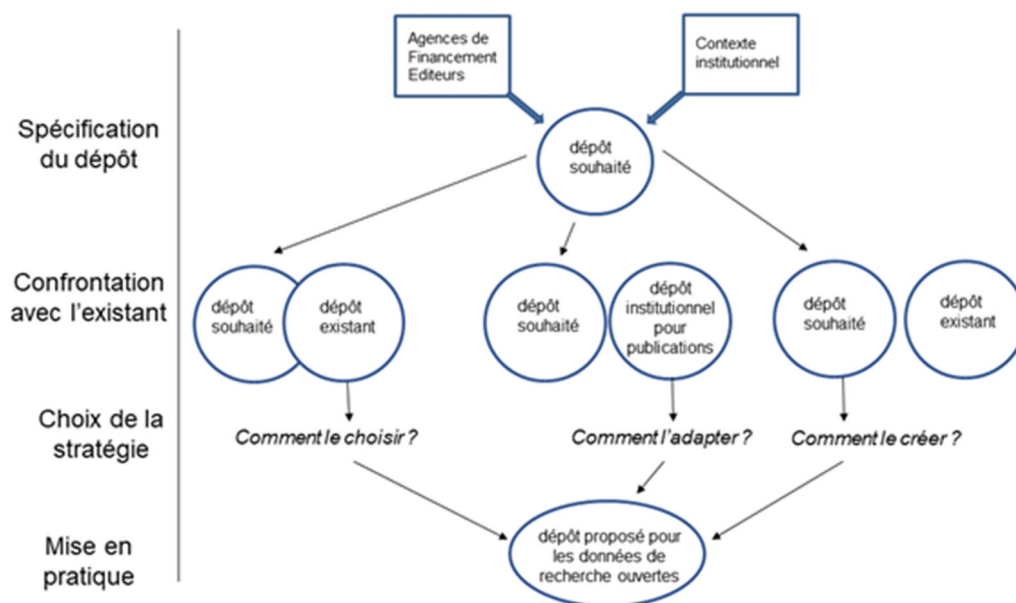 Agences de
Financement
Editeurs
Contexte
institutionnel
Spécification
du dépôt
dépôt
souhaité
Confrontation
avec l'existant
dépôt
souhaité
dépôt
existant
dépôt
souhaité
dépôt
institutionnel
pour
publications
dépôt
souhaité
dépôt
existant
Choix de la
stratégie
Comment le choisir ?
Comment l'adapter ?
Comment le créer ?
Mise en
pratique
dépôt proposé pour
les données de
recherche ouvertes